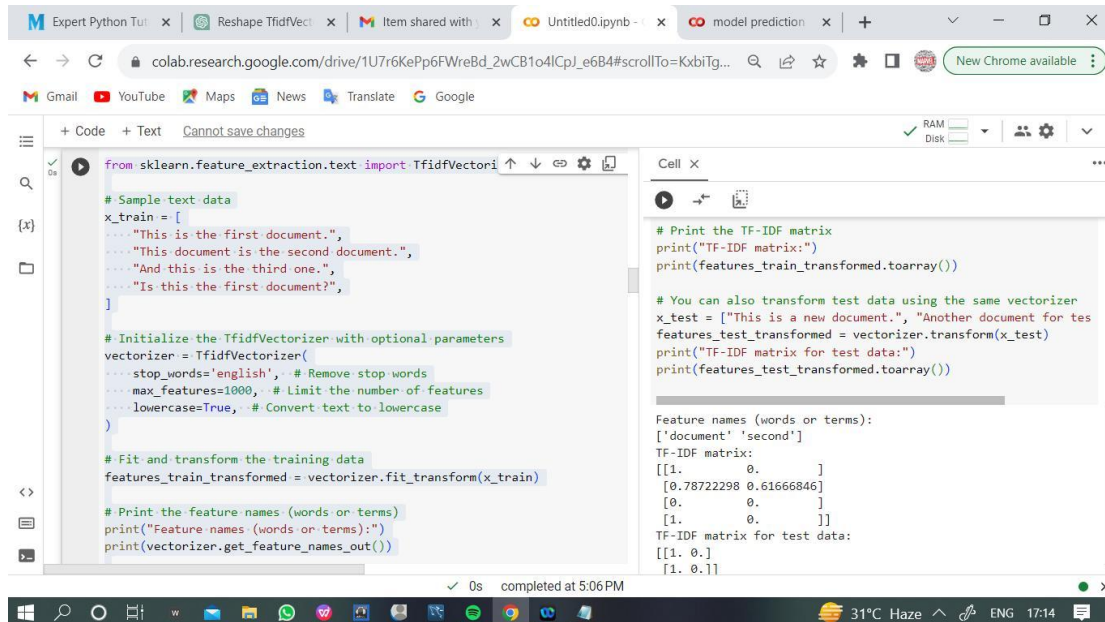 Expert Python Tut
Reshape TfidfVect
Item shared with y
Untitled0.ipynb -
model prediction
colab.research.google.com/drive/1U7r6KePp6FWreBd_2wCB1o4lCpJ_e6B4#scrollTo=KxbiTg...
New Chrome available
Gmail YouTube Maps News Translate Google
+ Code + Text Cannot save changes
RAM
Disk
0s
from sklearn.feature_extraction.text import TfidfVectori
# Sample text data
x_train = [
"This is the first document.",
"This document is the second document.",
"And this is the third one.",
"Is this the first document?",
]
# Initialize the TfidfVectorizer with optional parameters
vectorizer = TfidfVectorizer(
stop_words='english', # Remove stop words
max_features=1000, # Limit the number of features
lowercase=True, # Convert text to lowercase
)
# Fit and transform the training data
features_train_transformed = vectorizer.fit_transform(x_train)
# Print the feature names (words or terms)
print("Feature names (words or terms):")
print(vectorizer.get_feature_names_out())
Cell
# Print the TF-IDF matrix
print("TF-IDF matrix:")
print(features_train_transformed.toarray())
# You can also transform test data using the same vectorizer
x_test = ["This is a new document.", "Another document for tes
features_test_transformed = vectorizer.transform(x_test)
print("TF-IDF matrix for test data:")
print(features_test_transformed.toarray())
Feature names (words or terms):
['document' 'second']
TF-IDF matrix:
[[1. 0. ]
[0.78722298 0.61666846]
[0. 0. ]
[1. 0. ]]
TF-IDF matrix for test data:
[[1. 0.]
[1. 0.]]
{x}
0s completed at 5:06 PM
31°C Haze ENG 17:14